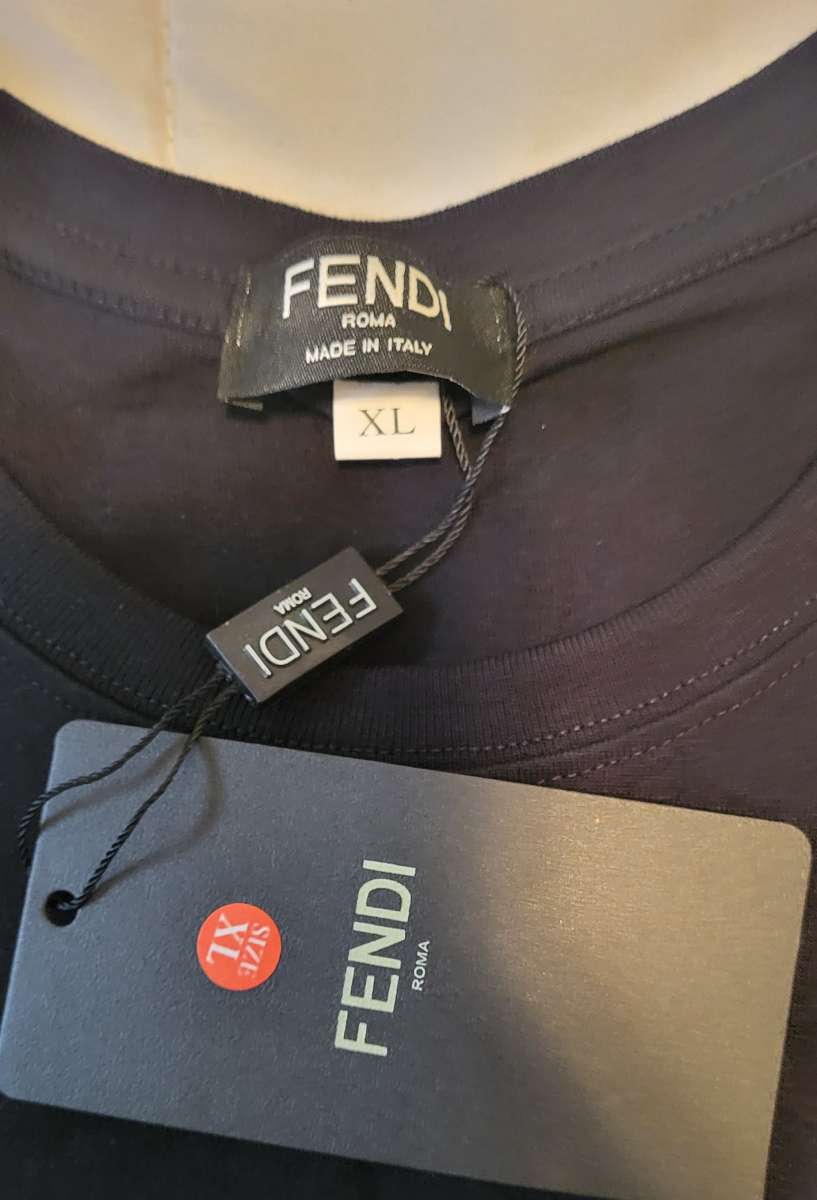 FENDI
ROMA
MADE IN ITALY
XL
FENDI
ROMA
SIZE
XL
FENDI
ROMA